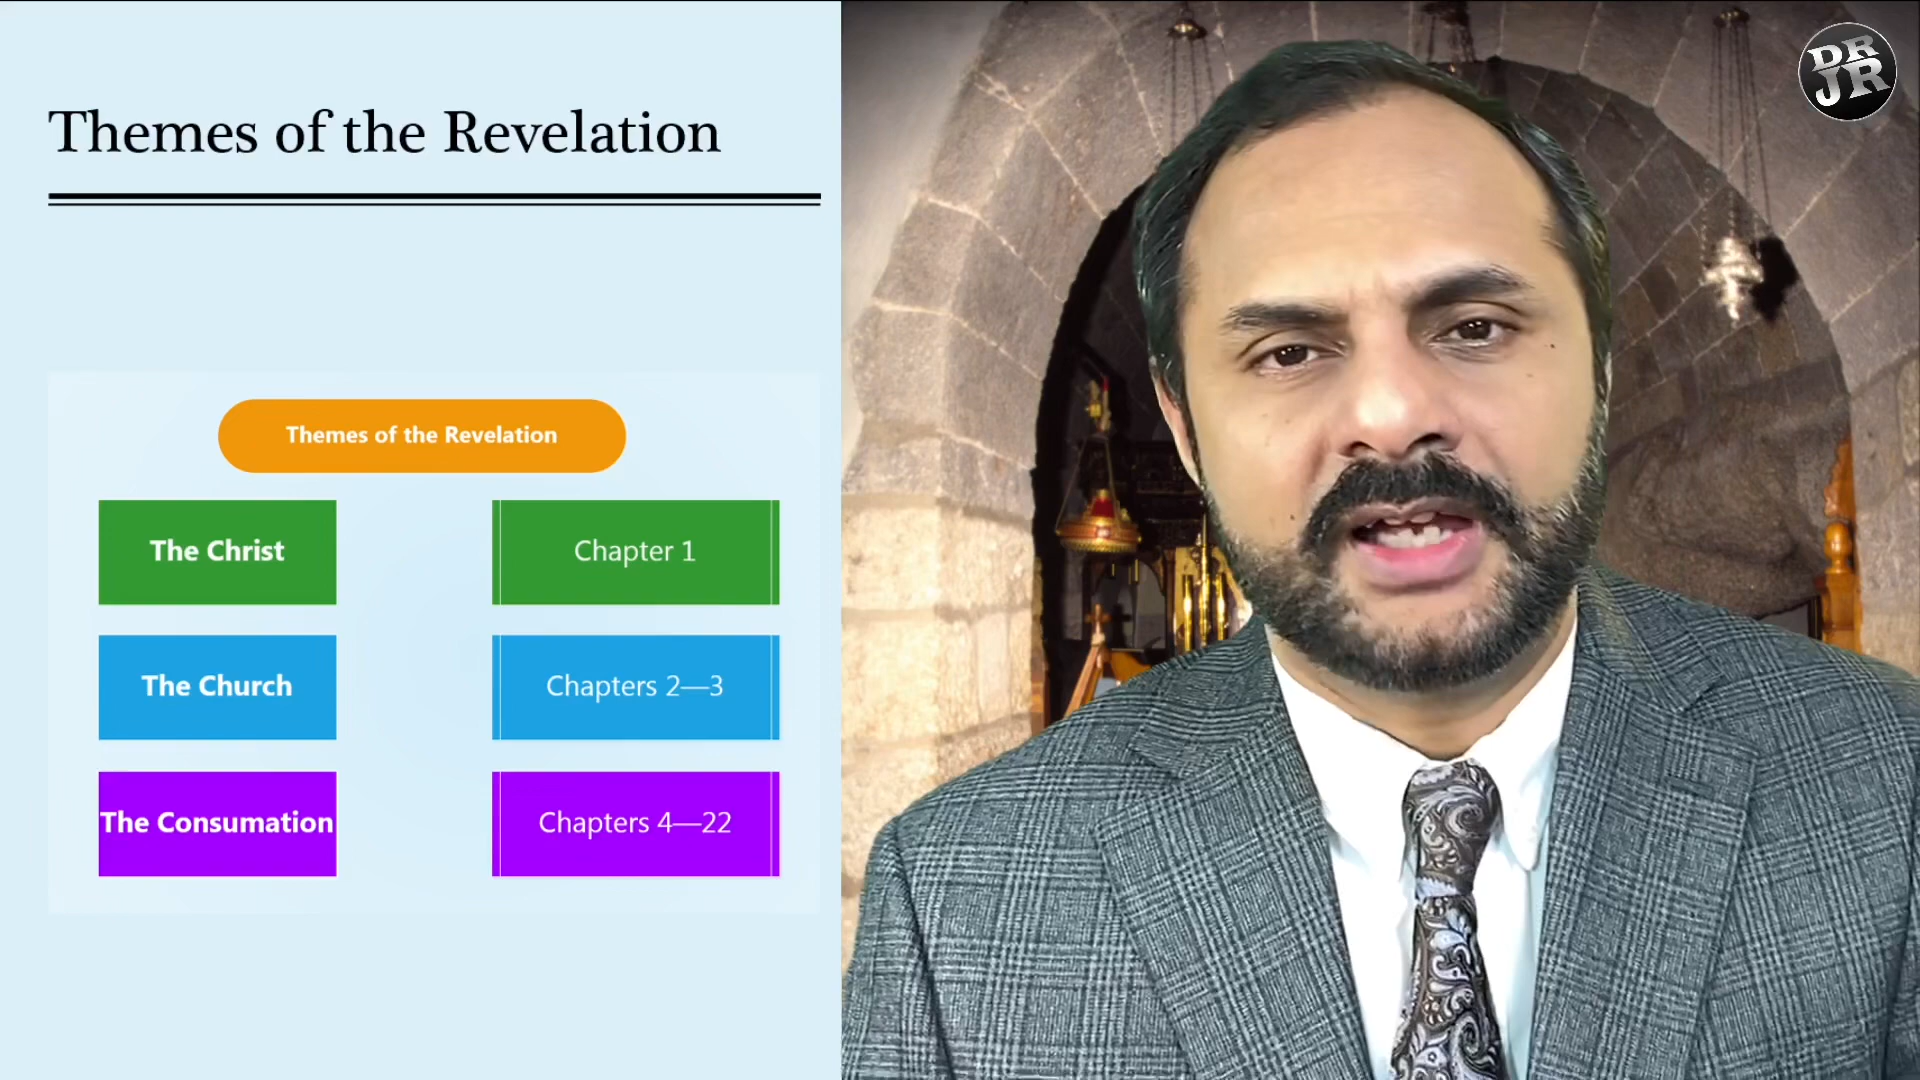 Themes of the Revelation
Themes of the Revelation
The Christ
Chapter 1
The Church
Chapters 2—3
The Consumation
Chapters 4—22
DR
JR